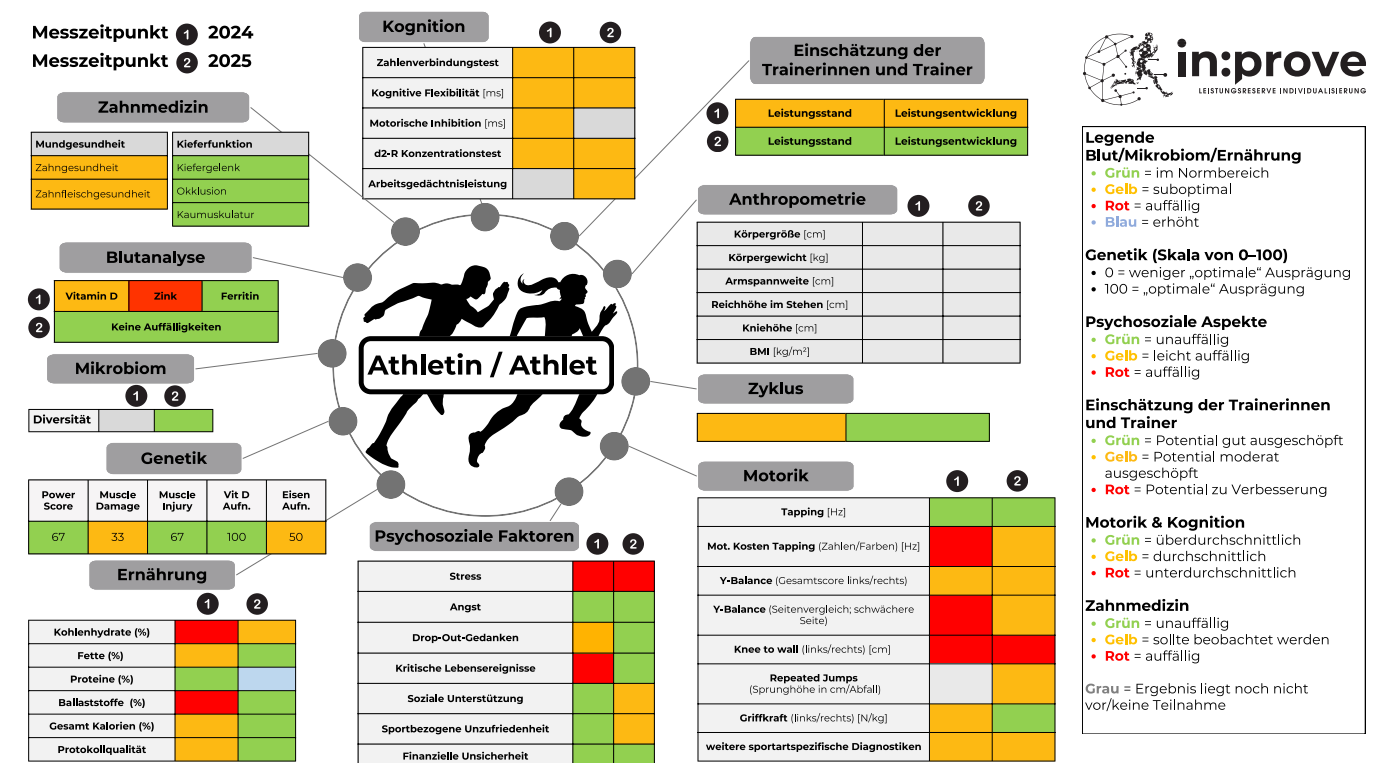 Messzeitpunkt 1 2024
Messzeitpunkt 2 2025
Zahnmedizin
Mundgesundheit
Zahngesundheit
Zahnfleischgesundheit
Kieferfunktion
Kiefergelenk
Okklusion
Kaumuskulatur
Blutanalyse
1 Vitamin D Zink Ferritin
2 Keine Auffälligkeiten
Mikrobiom
1 2
Diversität
Genetik
Power Score
Muscle Damage
Muscle Injury
Vit D Aufn.
Eisen Aufn.
67 33 67 100 50
Ernährung
1 2
Kohlenhydrate (%)
Fette (%)
Proteine (%)
Ballaststoffe (%)
Gesamt Kalorien (%)
Protokollqualität
Kognition
1 2
Zahlenverbindungstest
Kognitive Flexibilität [ms]
Motorische Inhibition [ms]
d2-R Konzentrationstest
Arbeitsgedächtnisleistung
Athletin / Athlet
Psychosoziale Faktoren
1 2
Stress
Angst
Drop-Out-Gedanken
Kritische Lebensereignisse
Soziale Unterstützung
Sportbezogene Unzufriedenheit
Finanzielle Unsicherheit
Einschätzung der
Trainerinnen und Trainer
1 Leistungsstand Leistungsentwicklung
2 Leistungsstand Leistungsentwicklung
Anthropometrie
1 2
Körpergröße [cm]
Körpergewicht [kg]
Armspannweite [cm]
Reichhöhe im Stehen [cm]
Kniehöhe [cm]
BMI [kg/m²]
Zyklus
Motorik
1 2
Tapping [Hz]
Mot. Kosten Tapping (Zahlen/Farben) [Hz]
Y-Balance (Gesamtscore links/rechts)
Y-Balance (Seitenvergleich; schwächere
Seite)
Knee to wall (links/rechts) [cm]
Repeated Jumps
(Sprunghöhe in cm/Abfall)
Griffkraft (links/rechts) [N/kg]
weitere sportartspezifische Diagnostiken
in:prove
LEISTUNGSRESERVE INDIVIDUALISIERUNG
Legende
Blut/Mikrobiom/Ernährung
• Grün = im Normbereich
• Gelb = suboptimal
• Rot = auffällig
• Blau = erhöht
Genetik (Skala von 0–100)
• 0 = weniger „optimale“ Ausprägung
• 100 = „optimale“ Ausprägung
Psychosoziale Aspekte
• Grün = unauffällig
• Gelb = leicht auffällig
• Rot = auffällig
Einschätzung der Trainerinnen
und Trainer
• Grün = Potential gut ausgeschöpft
• Gelb = Potential moderat
ausgeschöpft
• Rot = Potential zu Verbesserung
Motorik & Kognition
• Grün = überdurchschnittlich
• Gelb = durchschnittlich
• Rot = unterdurchschnittlich
Zahnmedizin
• Grün = unauffällig
• Gelb = sollte beobachtet werden
• Rot = auffällig
Grau = Ergebnis liegt noch nicht
vor/keine Teilnahme